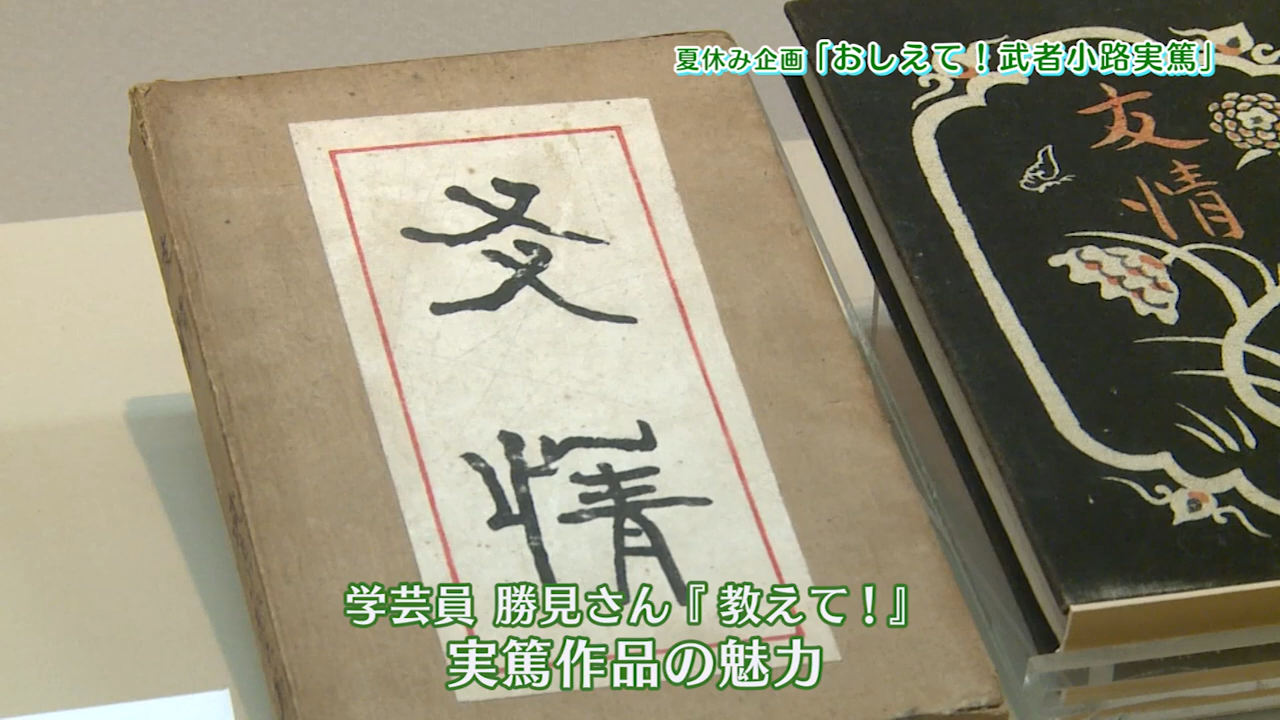 夏休み企画「おしえて！武者小路実篤」
友情
友情
学芸員 勝見さん『教えて！』
実篤作品の魅力